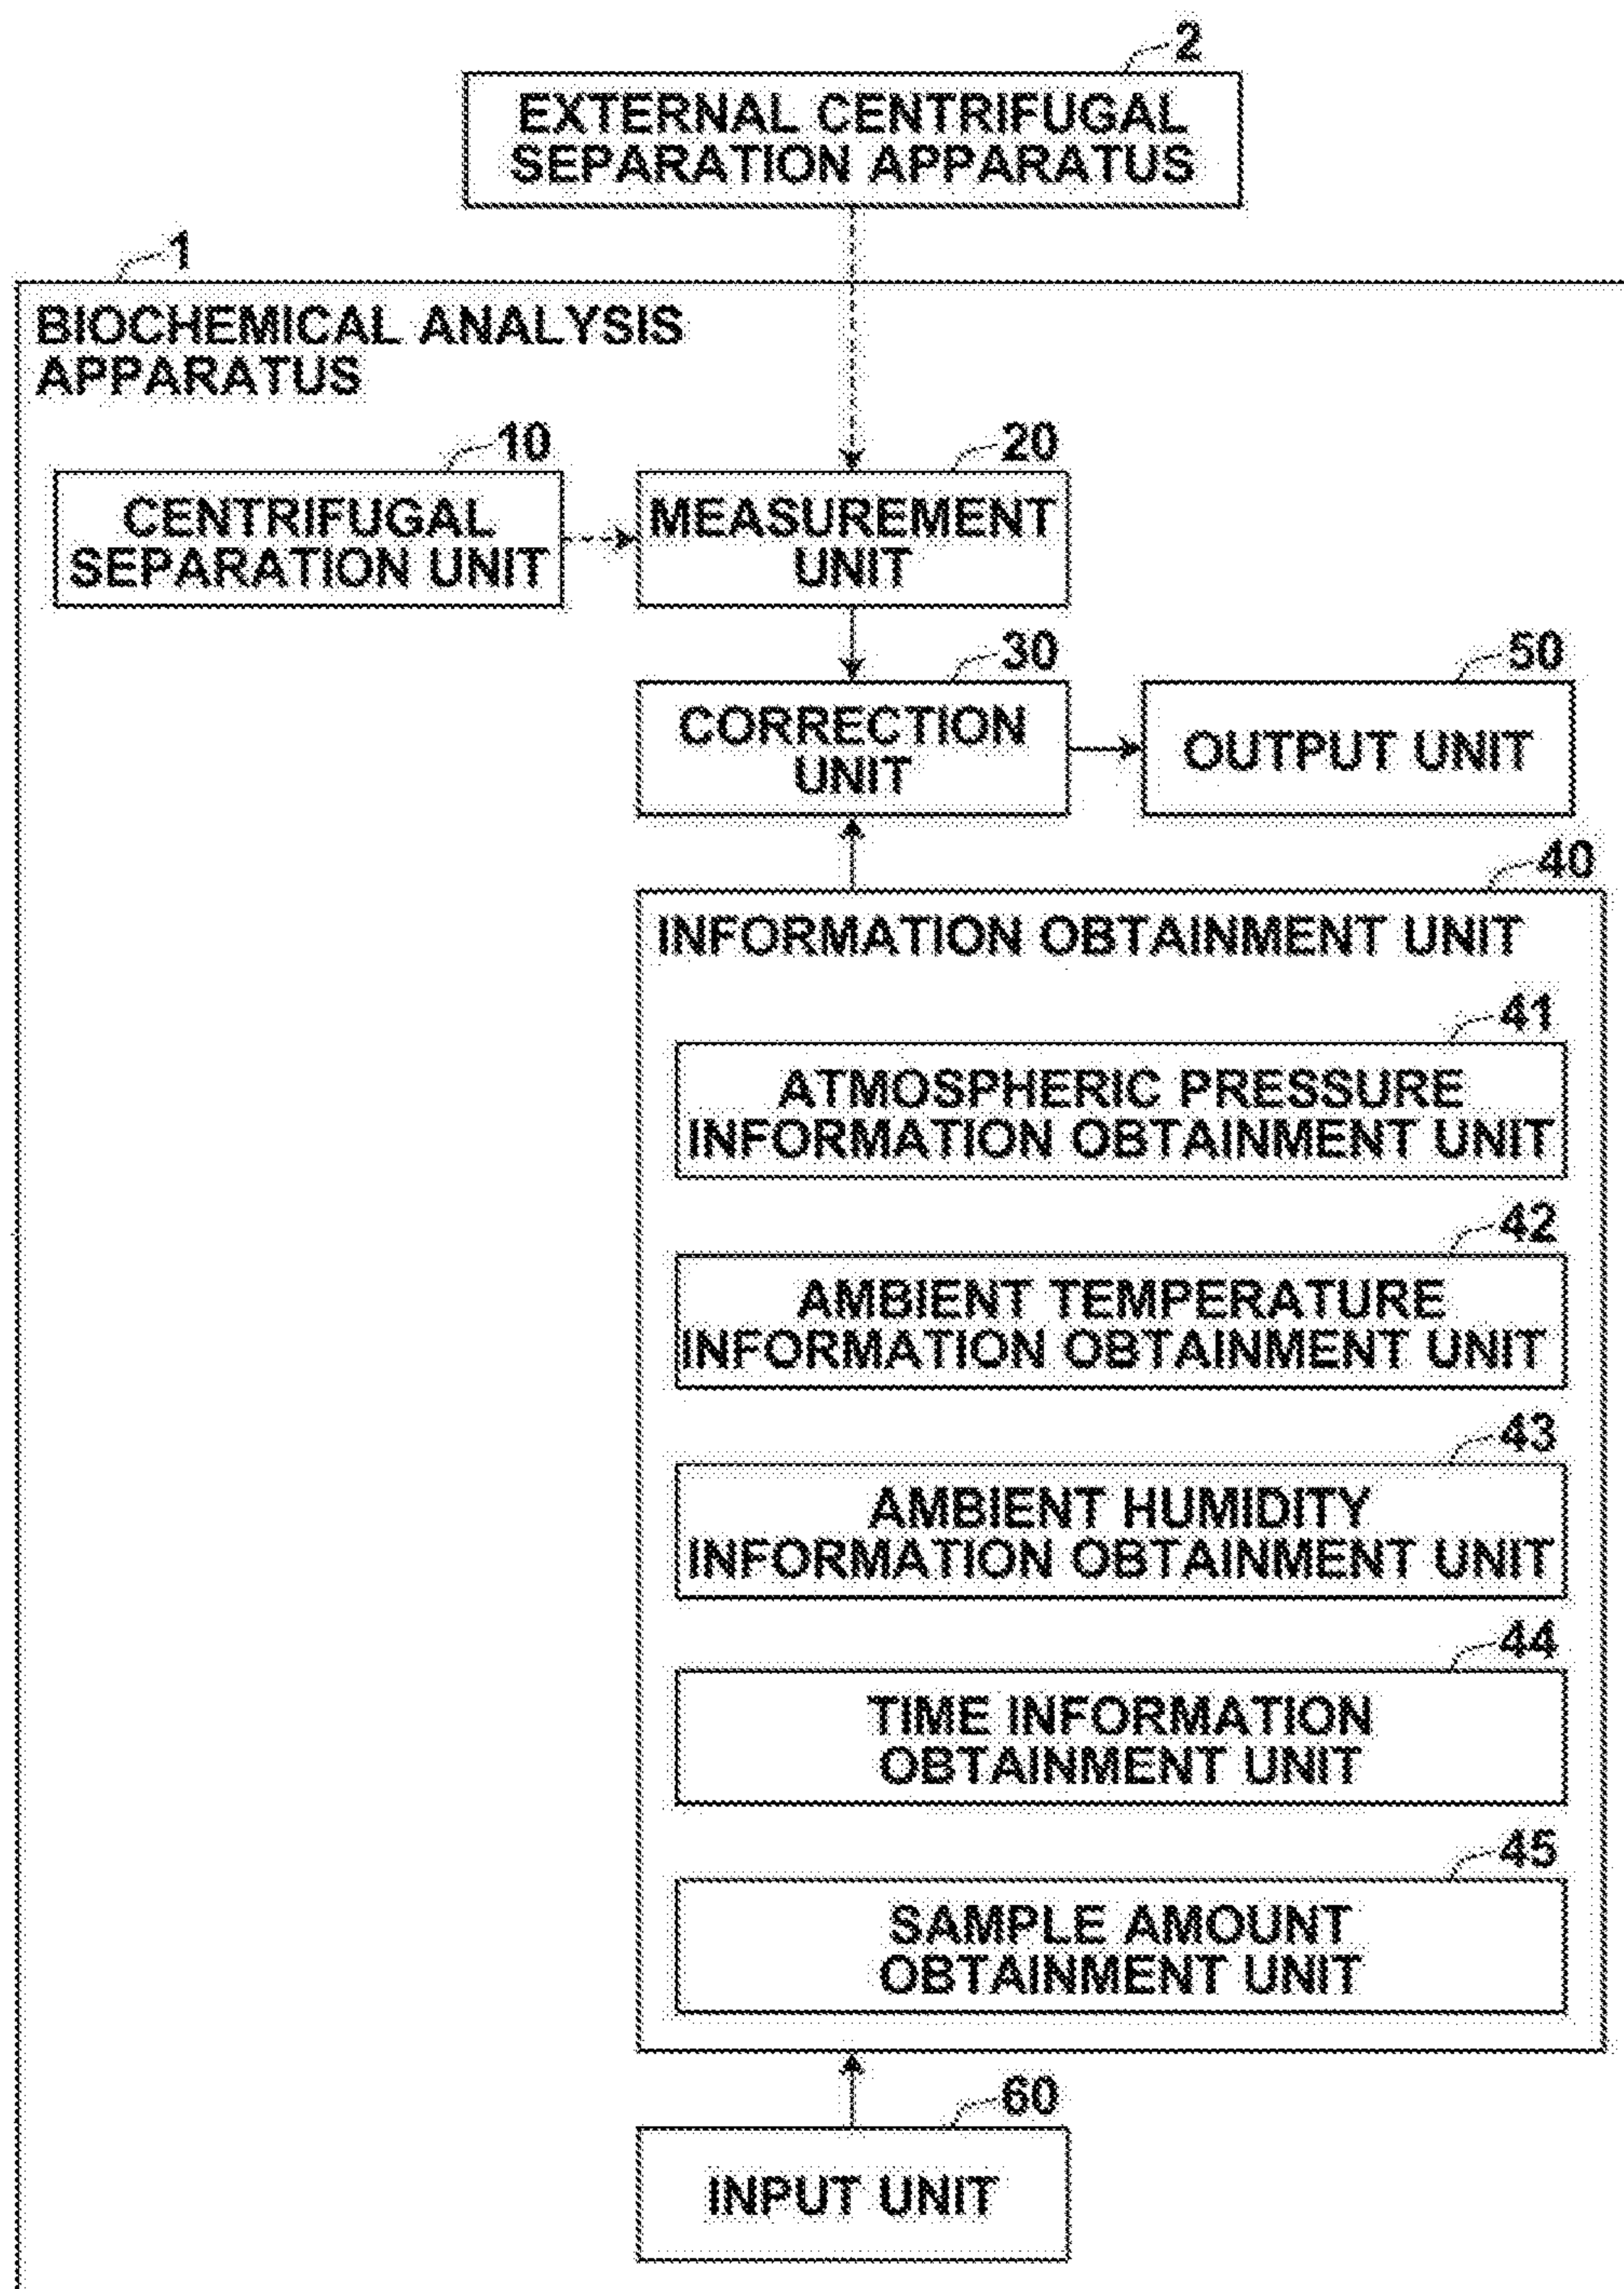 2
EXTERNAL CENTRIFUGAL
SEPARATION APPARATUS
1
BIOCHEMICAL ANALYSIS
APPARATUS
10
CENTRIFUGAL
SEPARATION UNIT
20
MEASUREMENT
UNIT
30
CORRECTION
UNIT
50
OUTPUT UNIT
40
INFORMATION OBTAINMENT UNIT
41
ATMOSPHERIC PRESSURE
INFORMATION OBTAINMENT UNIT
42
AMBIENT TEMPERATURE
INFORMATION OBTAINMENT UNIT
43
AMBIENT HUMIDITY
INFORMATION OBTAINMENT UNIT
44
TIME INFORMATION
OBTAINMENT UNIT
45
SAMPLE AMOUNT
OBTAINMENT UNIT
60
INPUT UNIT